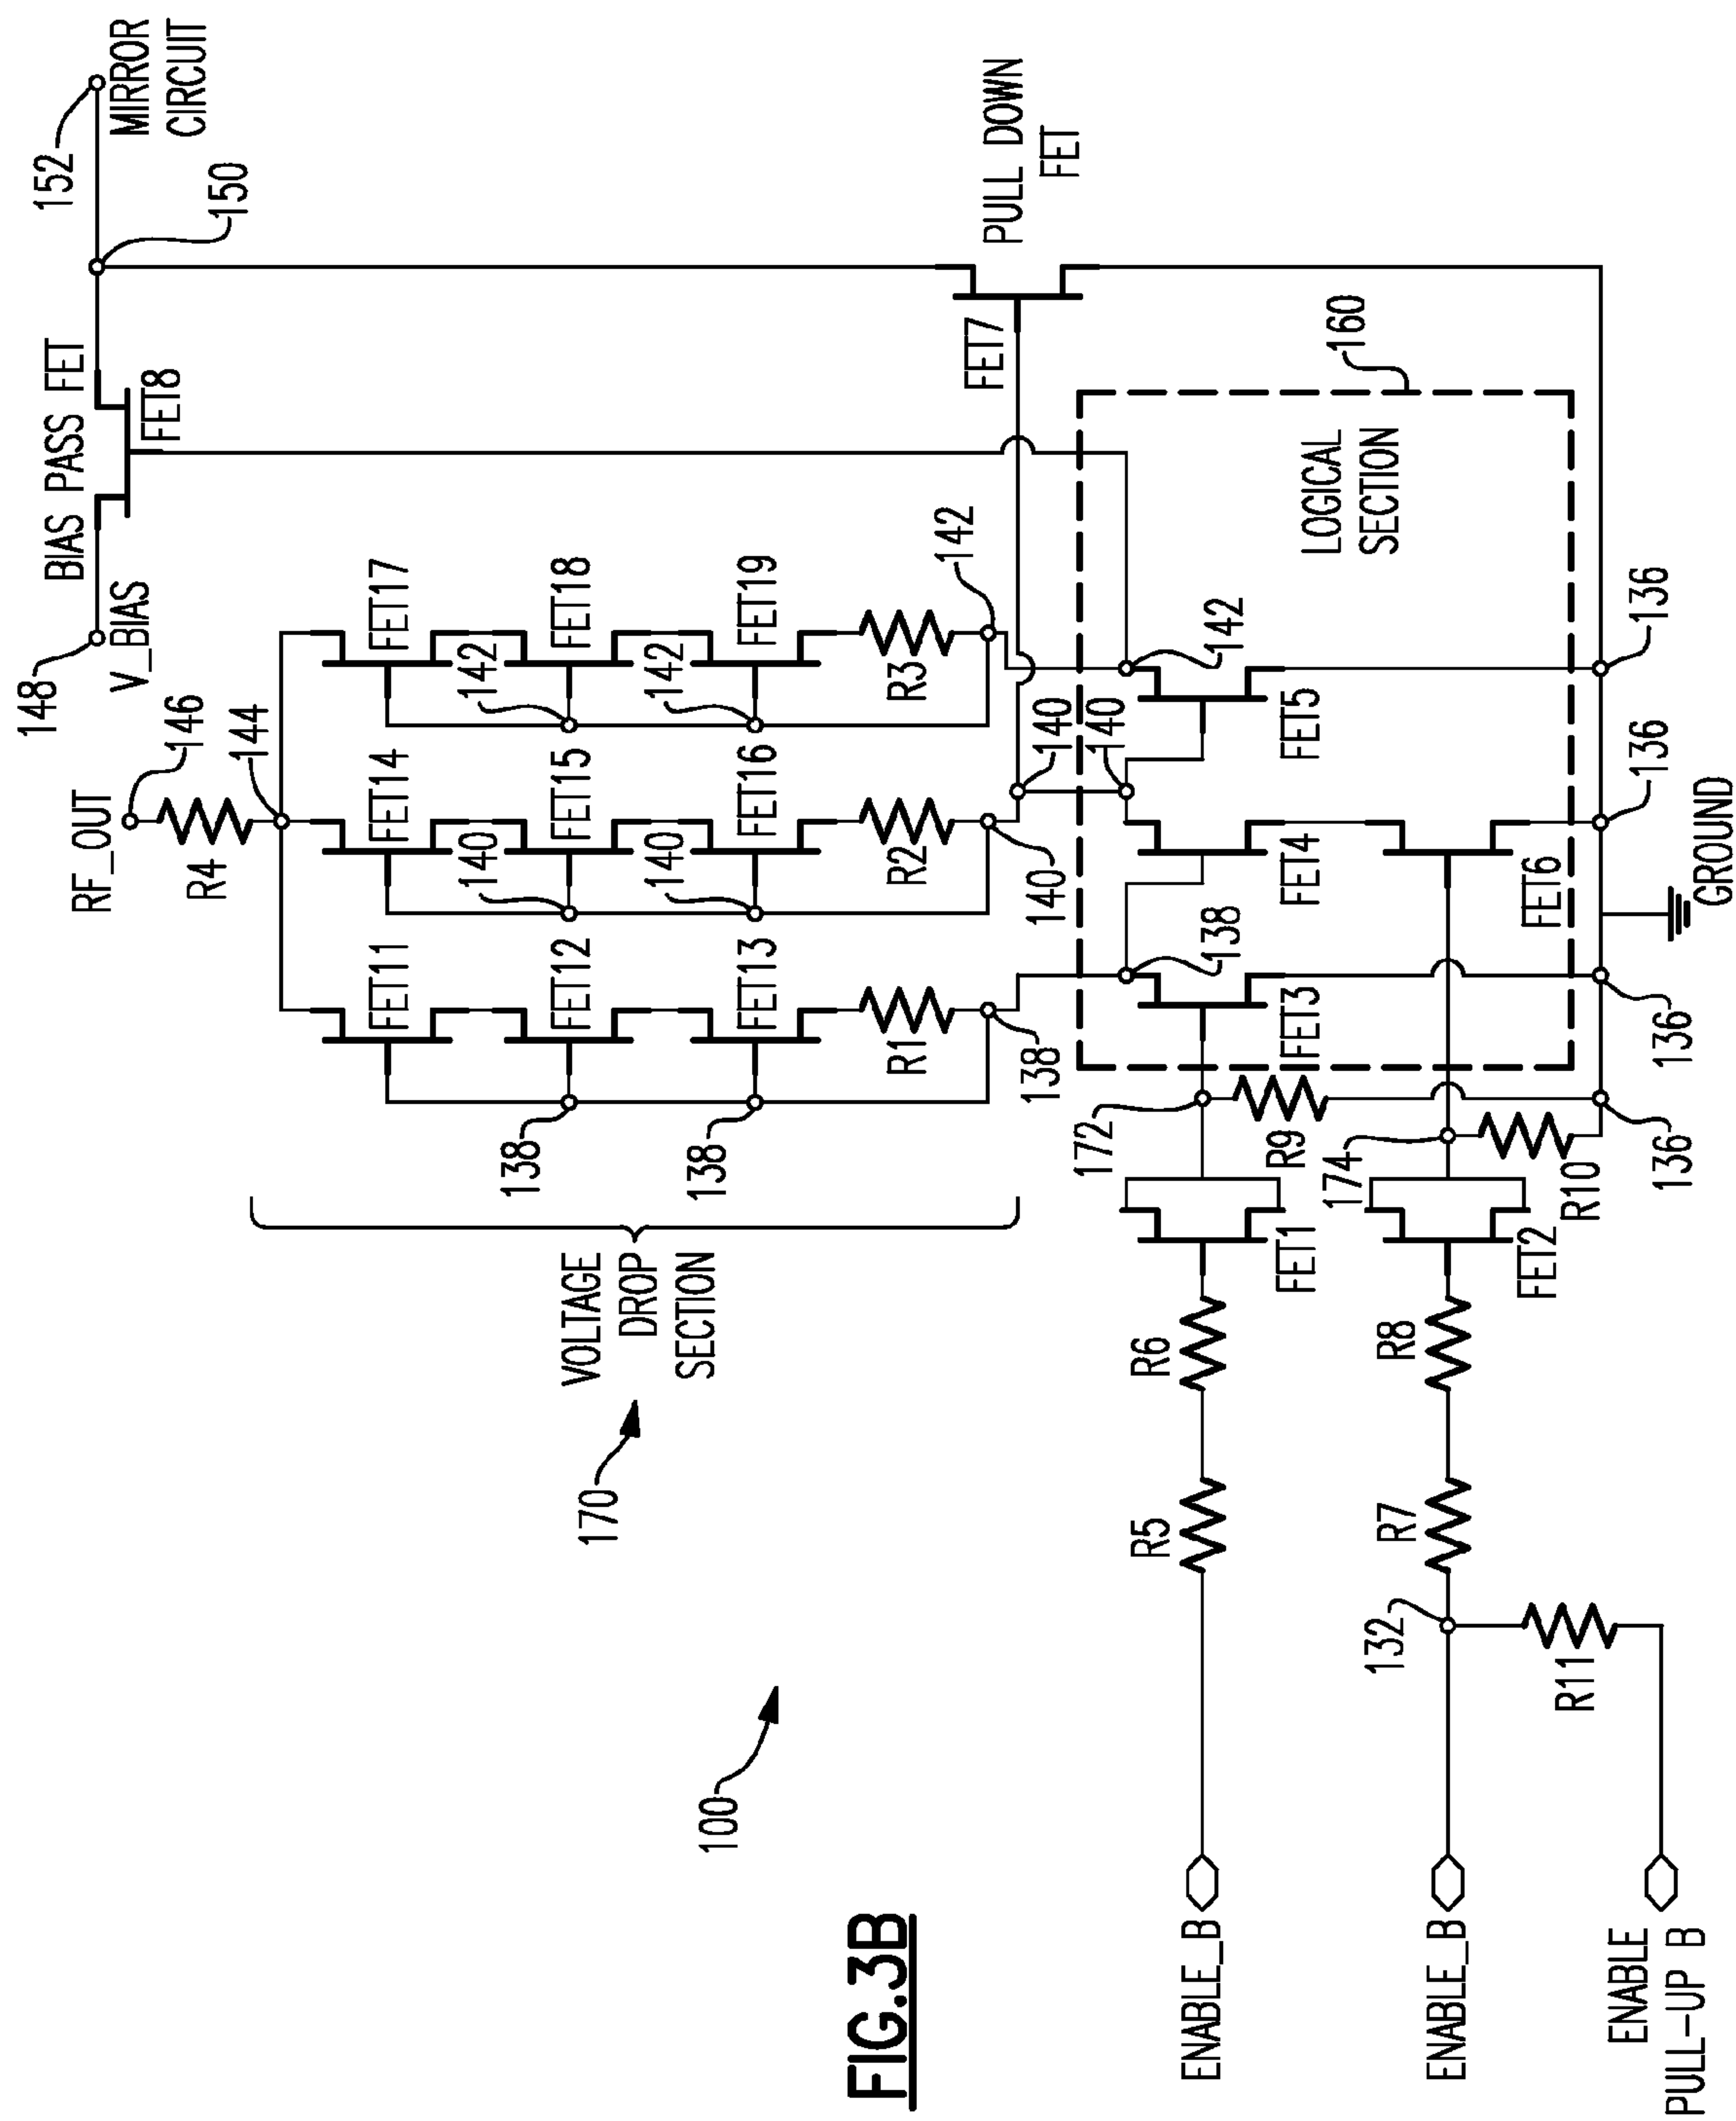 148
V_BIAS
BIAS PASS FET
FET8
152
MIRROR
CIRCUIT
150
RF_OUT
146
R4
144
FET11
FET12
FET13
R1
138
138
138
FET14
FET15
FET16
R2
140
140
140
FET17
FET18
FET19
R3
142
142
142
VOLTAGE
DROP
SECTION
170
100
PULL DOWN
FET
FET7
140
140
142
138
160
LOGICAL
SECTION
FET3
FET4
FET5
FET6
172
R9
174
R10
136
136
136
136
GROUND
FET1
FET2
R5
R6
R7
R8
132
R11
ENABLE_B
ENABLE_B
ENABLE
PULL-UP B
FIG.3B